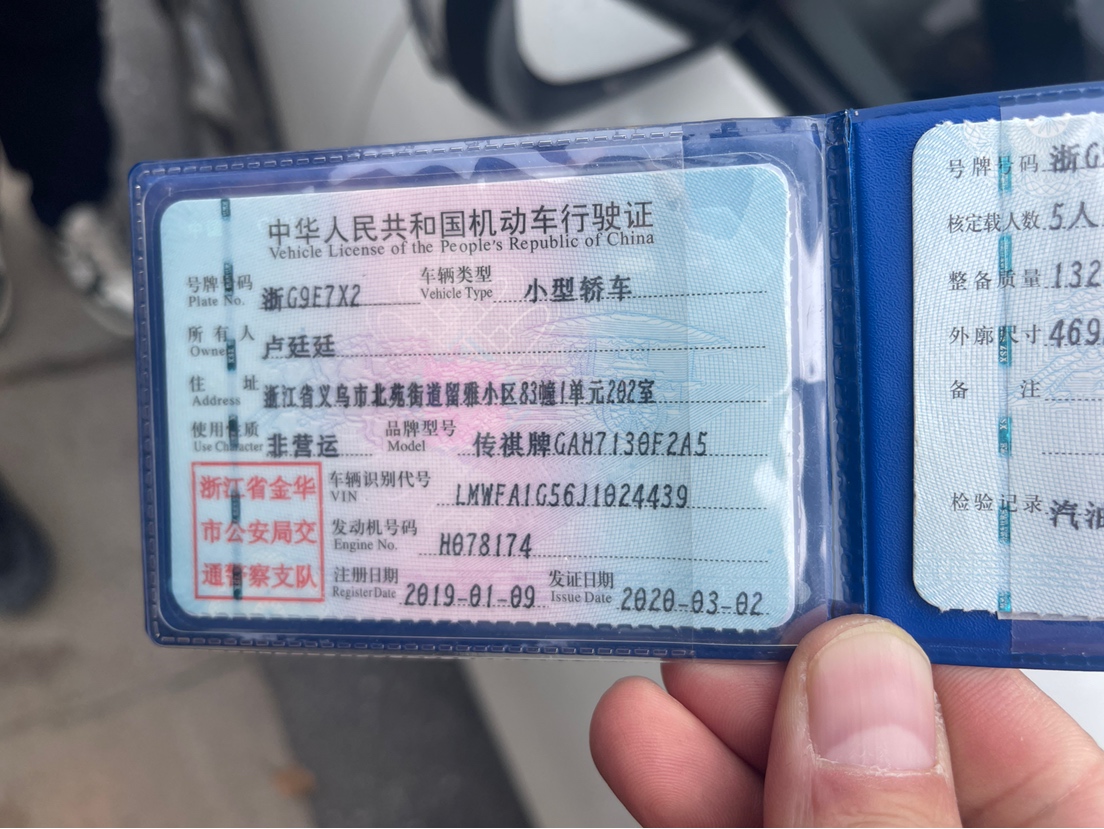 中华人民共和国机动车行驶证
Vehicle License of the People's Republic of China
号牌号码 浙G9E7X2 车辆类型 小型轿车
Plate No. Vehicle Type
所有人 卢廷廷
Owner
住址 浙江省义乌市北苑街道留雅小区83幢1单元202室
Address
使用性质 非营运 品牌型号 传祺牌GAH7130F2A5
Use Character Model
浙江省金华
市公安局交
通警察支队
车辆识别代号 LMWFA1G56J1024439
VIN
发动机号码 H078174
Engine No.
注册日期 2019-01-09 发证日期 2020-03-02
Register Date Issue Date
号牌号码 浙G9
核定载人数 5人
整备质量 132
外廓尺寸 469
备注
检验记录 汽油